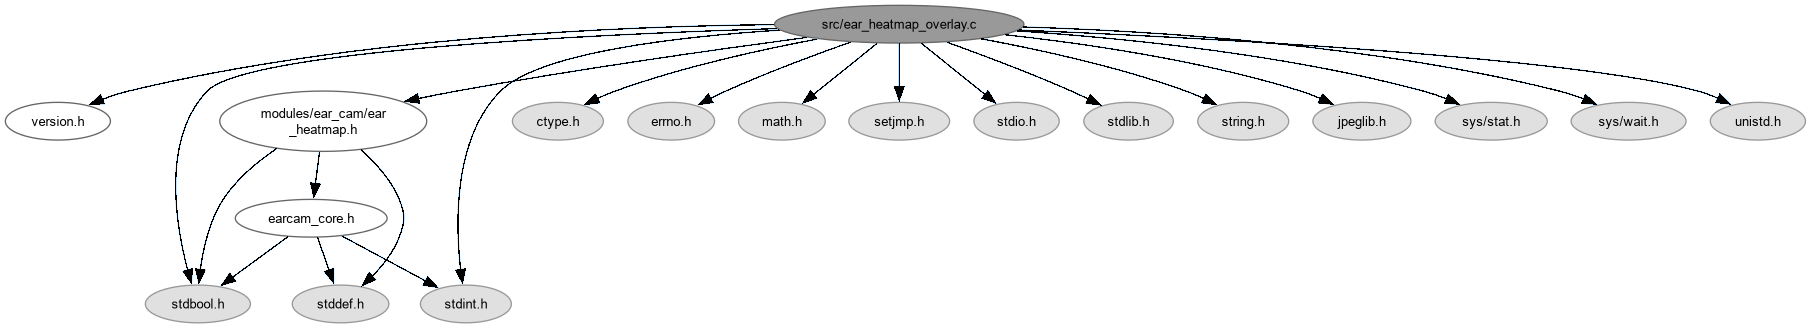 src/ear_heatmap_overlay.c
version.h
modules/ear_cam/ear
_heatmap.h
ctype.h
errno.h
math.h
setjmp.h
stdio.h
stdlib.h
string.h
jpeglib.h
sys/stat.h
sys/wait.h
unistd.h
earcam_core.h
stdbool.h
stddef.h
stdint.h